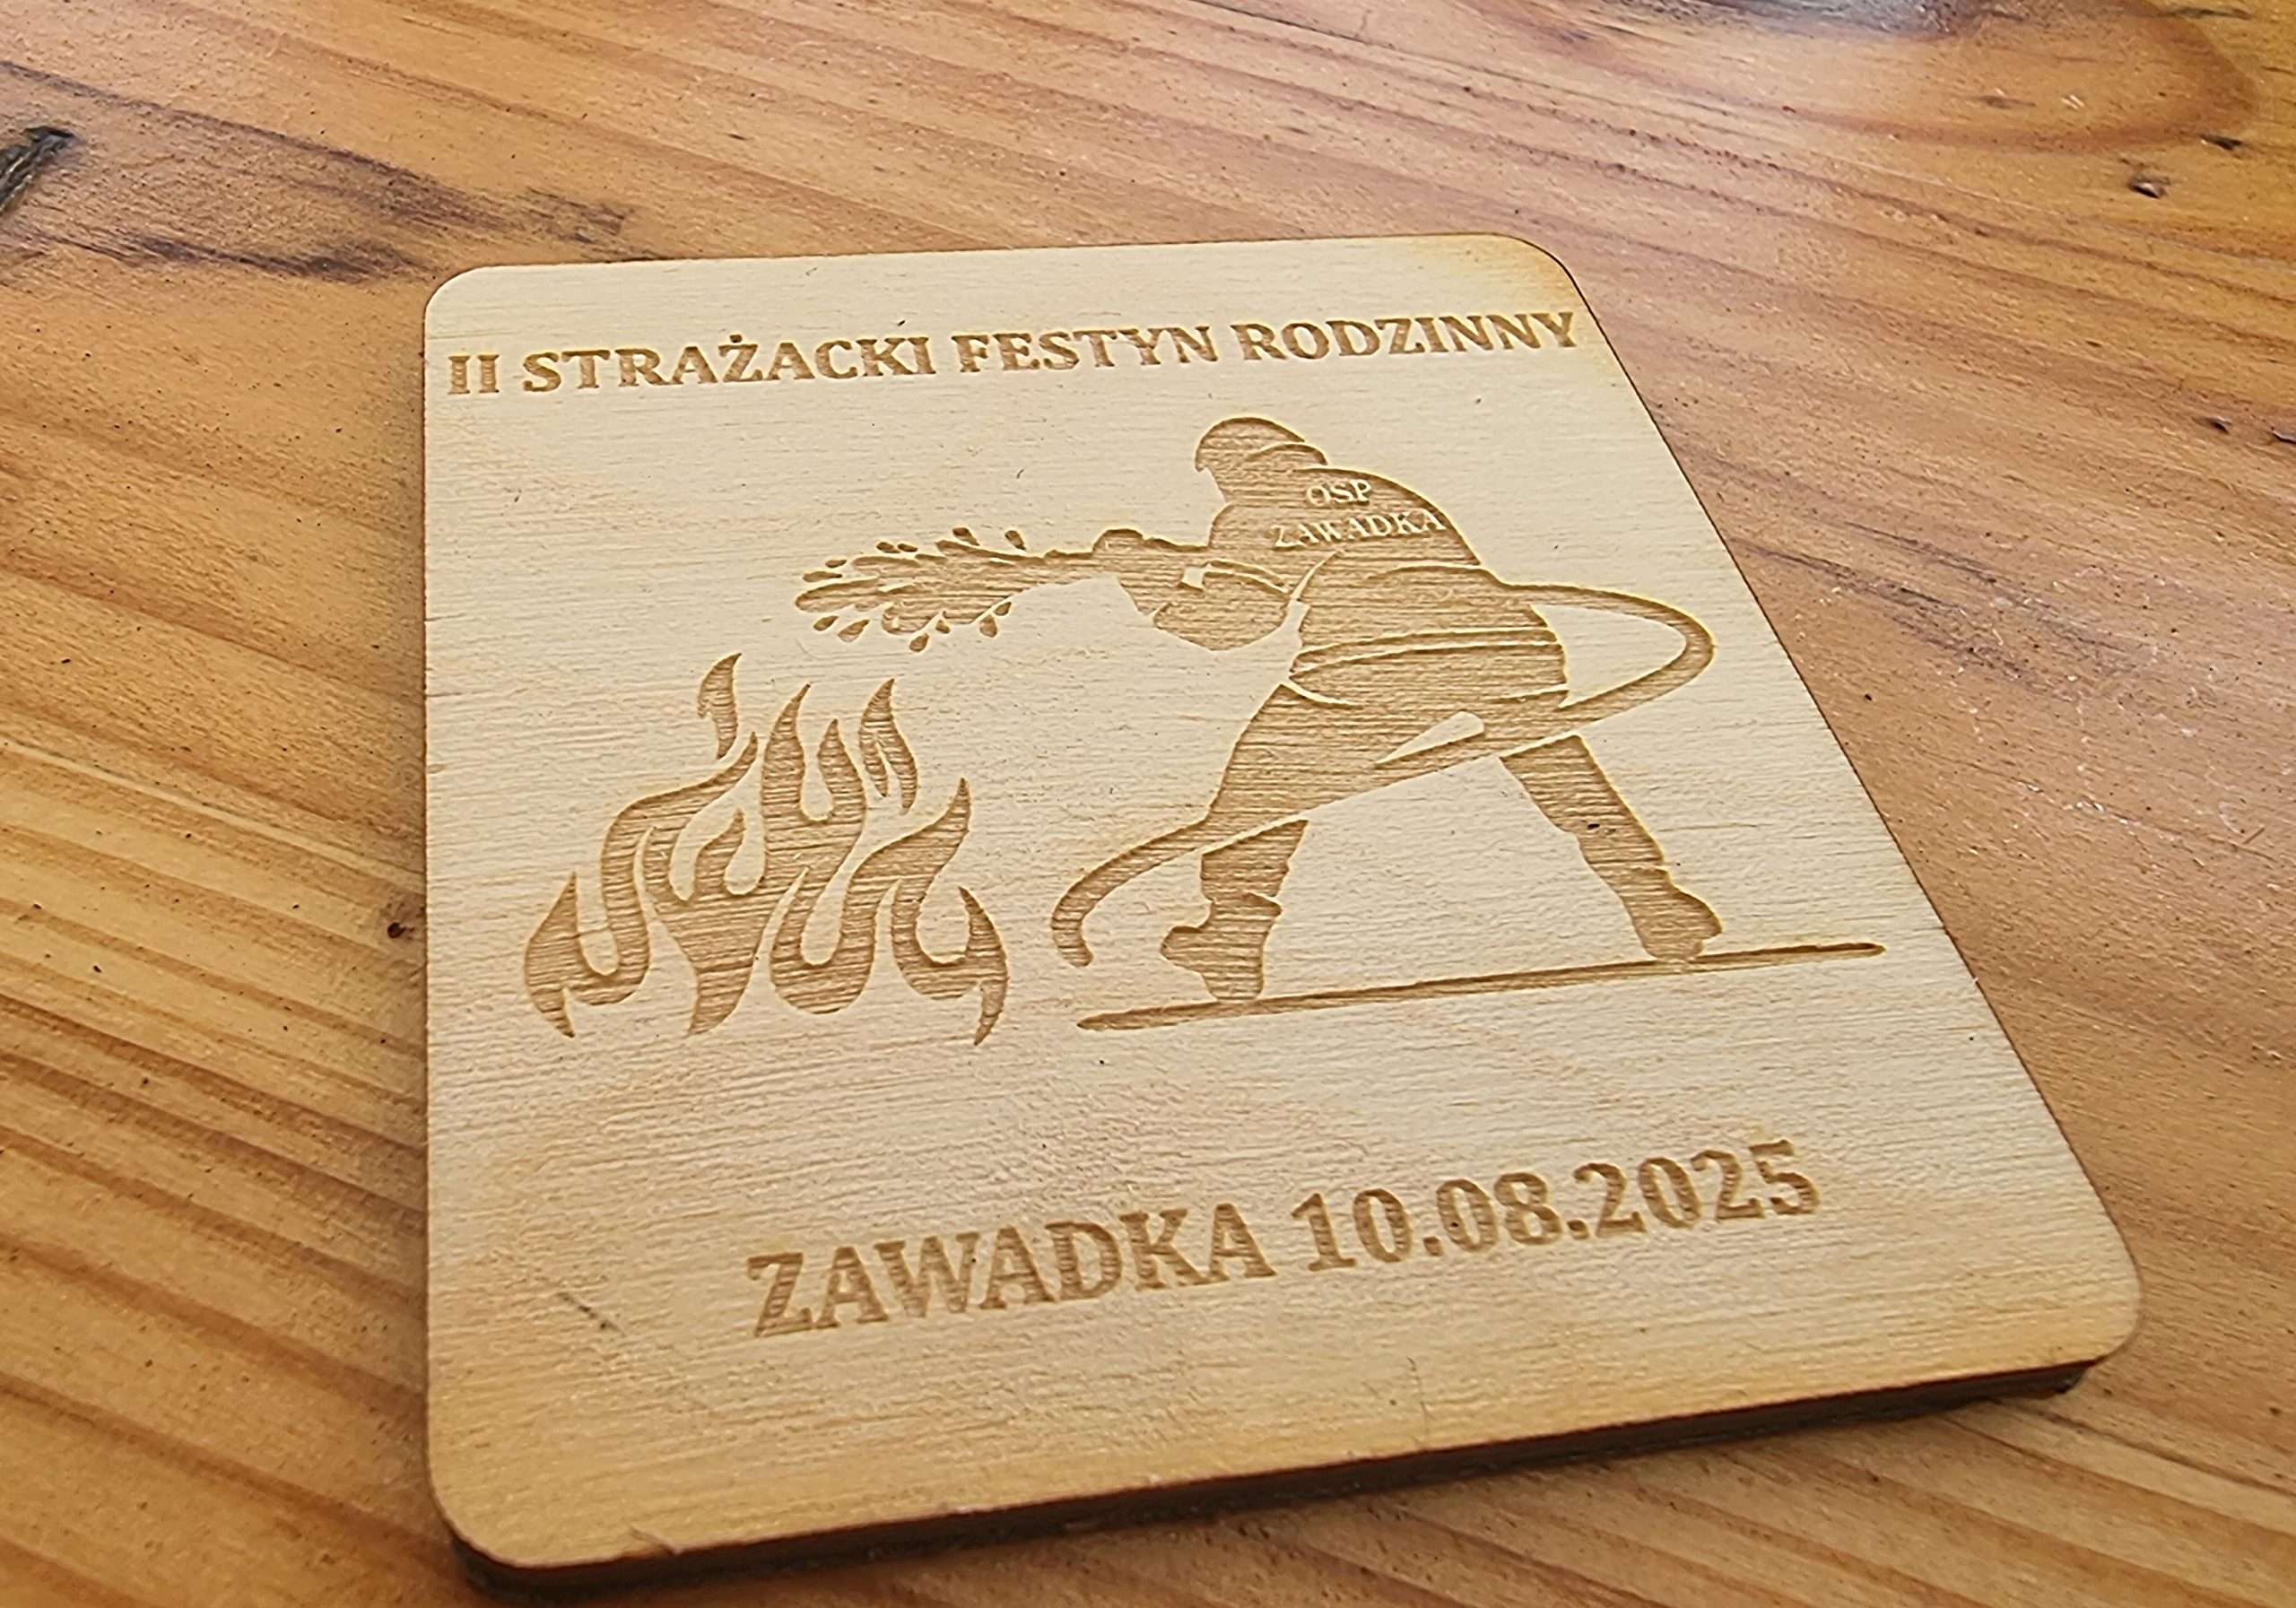 II STRAŻACKI FESTYN RODZINNY
OSP
ZAWADKA
ZAWADKA 10.08.2025